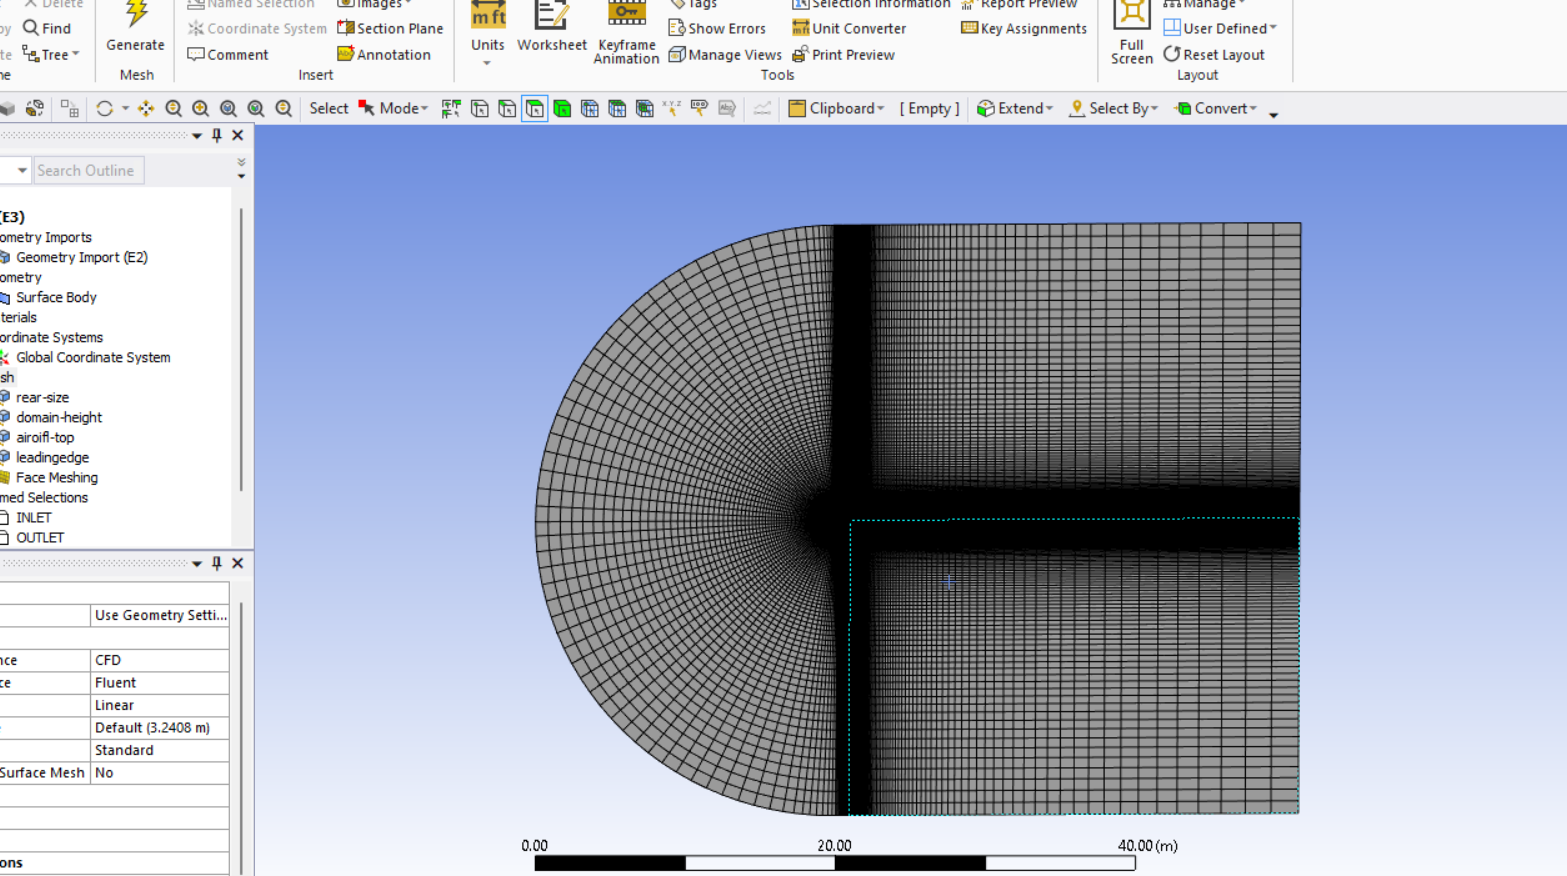 Delete
Named Selection
Images
Tags
Selection Information
Report Preview
Manage
Find
Coordinate System
Section Plane
Show Errors
Unit Converter
Key Assignments
User Defined
Tree
Generate
Comment
Annotation
Units
Worksheet
Keyframe
Animation
Manage Views
Print Preview
Full
Screen
Reset Layout
Mesh
Insert
Tools
Layout
Select
Mode
Clipboard
[ Empty ]
Extend
Select By
Convert
Search Outline
(E3)
ometry Imports
Geometry Import (E2)
ometry
Surface Body
terials
ordinate Systems
Global Coordinate System
sh
rear-size
domain-height
airoifl-top
leadingedge
Face Meshing
med Selections
INLET
OUTLET
Use Geometry Setti...
nce CFD
ce Fluent
Linear
Default (3.2408 m)
Standard
Surface Mesh No
ons
0.00 20.00 40.00 (m)